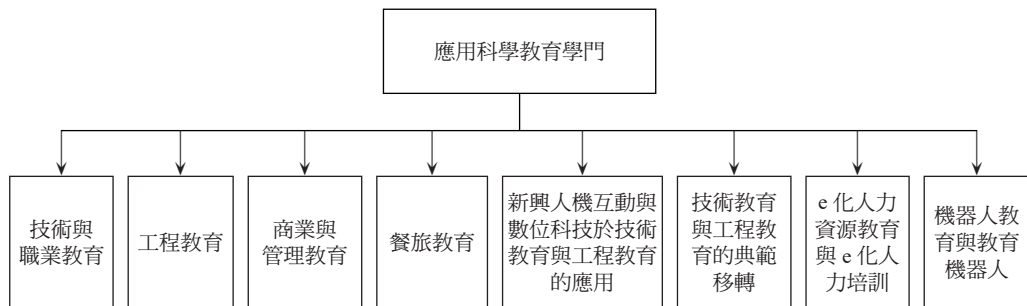 應用科學教育學門
技術與
職業教育
工程教育
商業與
管理教育
餐旅教育
新興人機互動與
數位科技於技術
教育與工程教育
的應用
技術教育
與工程教
育的典範
移轉
e 化人力
資源教育
與 e 化人
力培訓
機器人教
育與教育
機器人